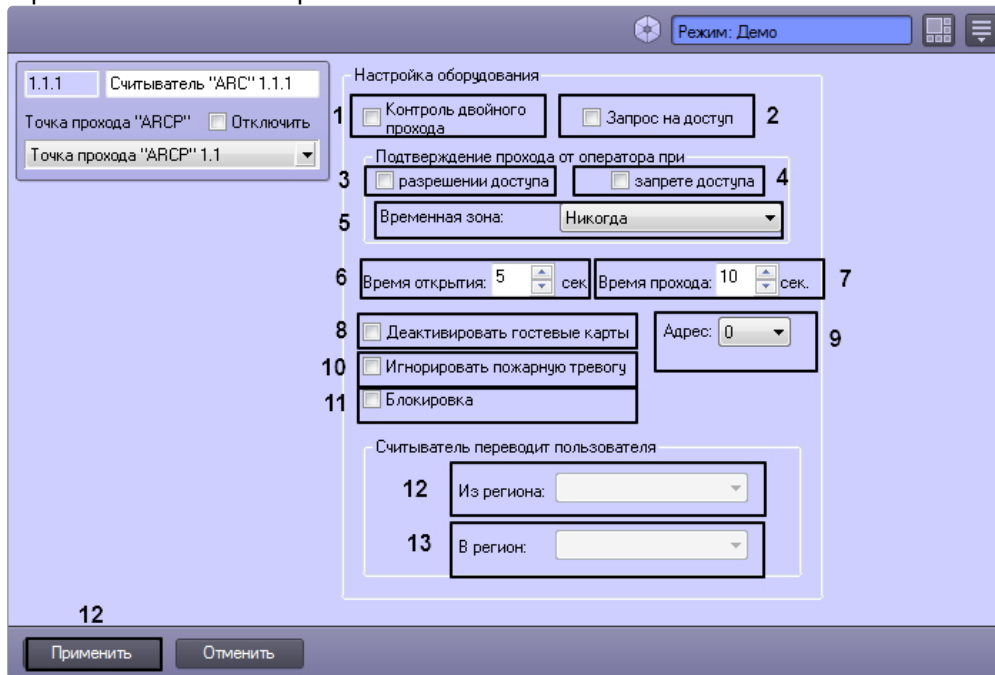 Режим: Демо
1.1.1 Считыватель "ARC" 1.1.1
Точка прохода "ARCP" Отключить
Точка прохода "ARCP" 1.1
Настройка оборудования
1 Контроль двойного прохода Запрос на доступ 2
Подтверждение прохода от оператора при
3 разрешении доступа запрете доступа 4
5 Временная зона: Никогда
6 Время открытия: 5 сек Время прохода: 10 сек. 7
8 Деактивировать гостевые карты Адрес: 0 9
10 Игнорировать пожарную тревогу
11 Блокировка
Считыватель переводит пользователя
12 Из региона:
13 В регион:
12
Применить Отменить